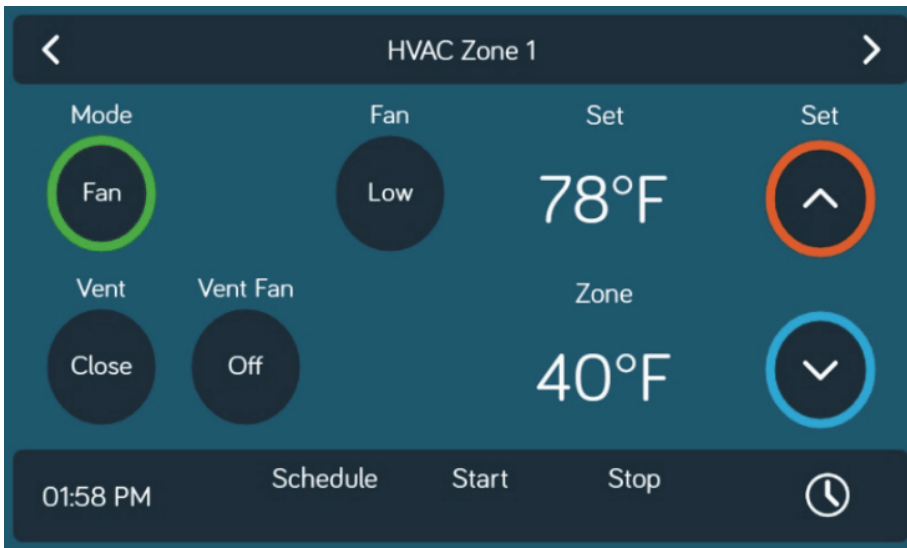 HVAC Zone 1
Mode Fan Set Set
Fan Low 78°F
Vent Vent Fan Zone
Close Off 40°F
01:58 PM Schedule Start Stop